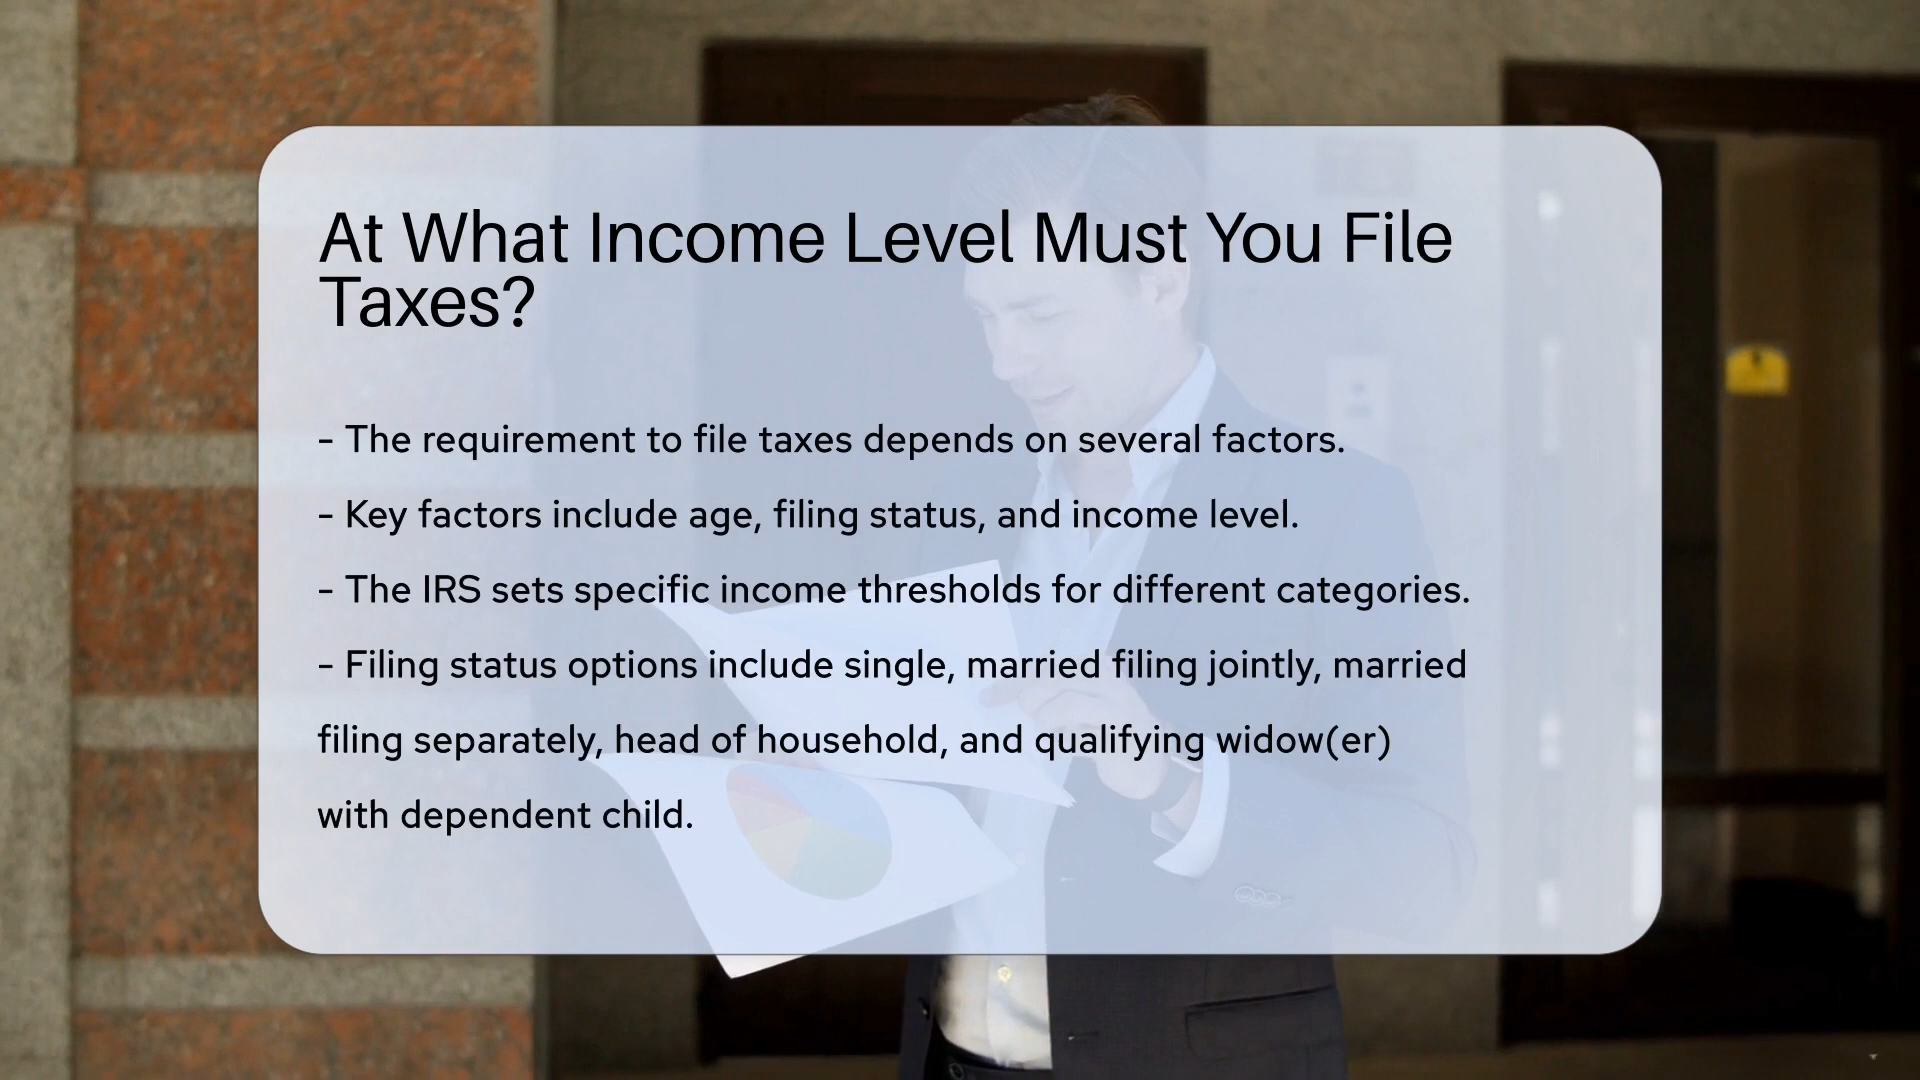 At What Income Level Must You File
Taxes?
- The requirement to file taxes depends on several factors.
- Key factors include age, filing status, and income level.
- The IRS sets specific income thresholds for different categories.
- Filing status options include single, married filing jointly, married
filing separately, head of household, and qualifying widow(er)
with dependent child.